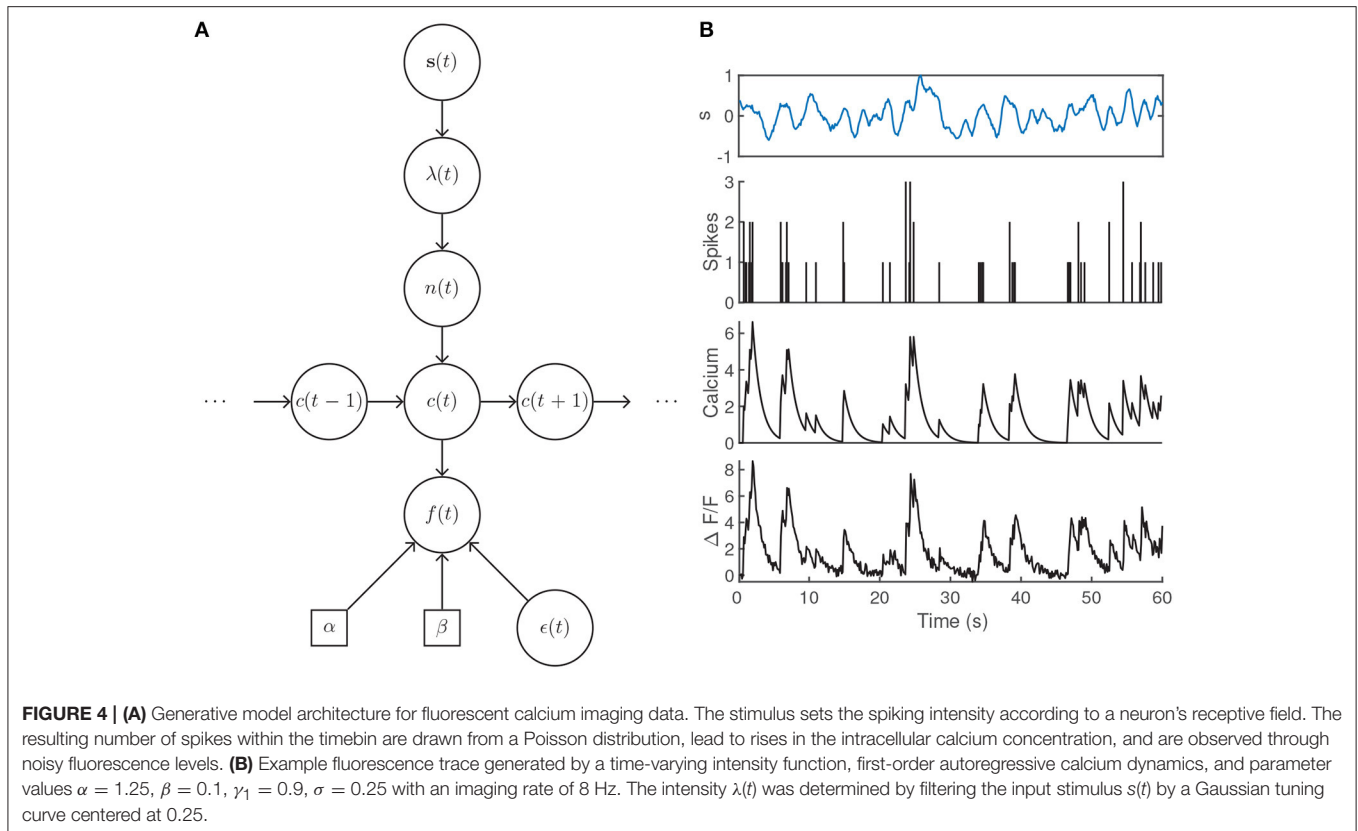 A
s(t)
λ(t)
n(t)
··· c(t − 1) c(t) c(t + 1) ···
f(t)
α β ϵ(t)
B
1
0
-1
s
3
2
1
0
Spikes
6
4
2
0
Calcium
8
6
4
2
0
Δ F/F
0 10 20 30 40 50 60
Time (s)
FIGURE 4 | (A) Generative model architecture for fluorescent calcium imaging data. The stimulus sets the spiking intensity according to a neuron's receptive field. The
resulting number of spikes within the timebin are drawn from a Poisson distribution, lead to rises in the intracellular calcium concentration, and are observed through
noisy fluorescence levels. (B) Example fluorescence trace generated by a time-varying intensity function, first-order autoregressive calcium dynamics, and parameter
values α = 1.25, β = 0.1, γ₁ = 0.9, σ = 0.25 with an imaging rate of 8 Hz. The intensity λ(t) was determined by filtering the input stimulus s(t) by a Gaussian tuning
curve centered at 0.25.